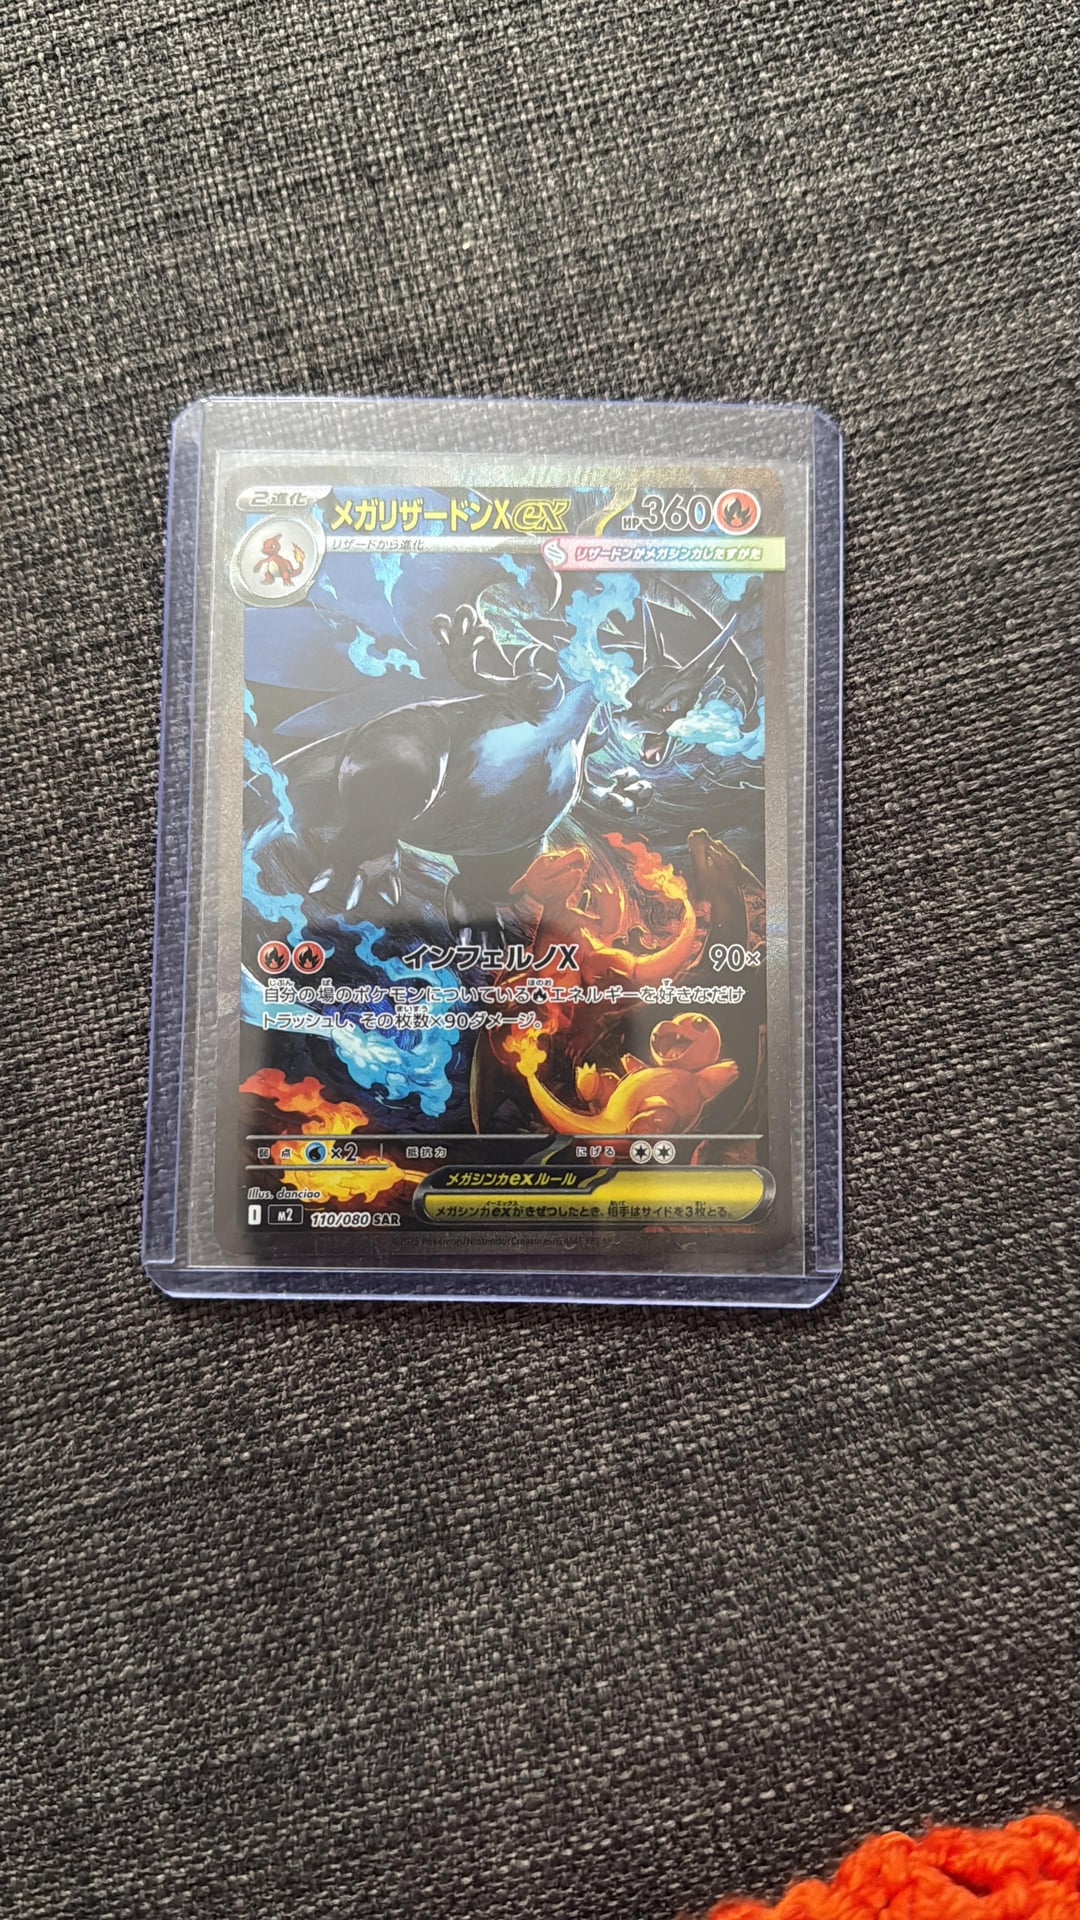 2進化
メガリザードンXex
HP360
リザードから進化
リザードンがメガシンカしたすがた
インフェルノX 90×
自分の場のポケモンについているエネルギーを好きなだけ
トラッシュし、その枚数×90ダメージ。
弱点 ×2 抵抗力 にげる
メガシンカexルール
メガシンカexがきぜつしたとき、相手はサイドを3枚とる。
Illus. danciao
I M2 110/080 SAR
©2025 Pokémon/Nintendo/Creatures/GAME FREAK